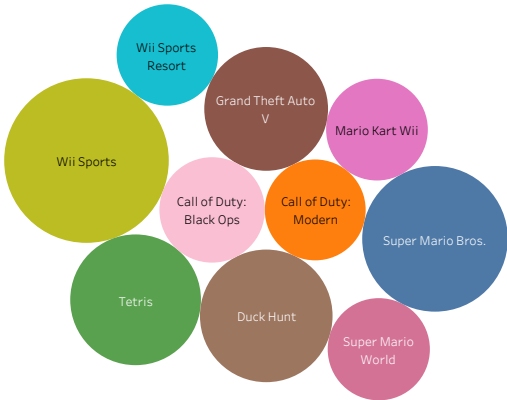 Wii Sports
Resort
Grand Theft Auto
V
Mario Kart Wii
Wii Sports
Call of Duty:
Black Ops
Call of Duty:
Modern
Super Mario Bros.
Tetris
Duck Hunt
Super Mario
World